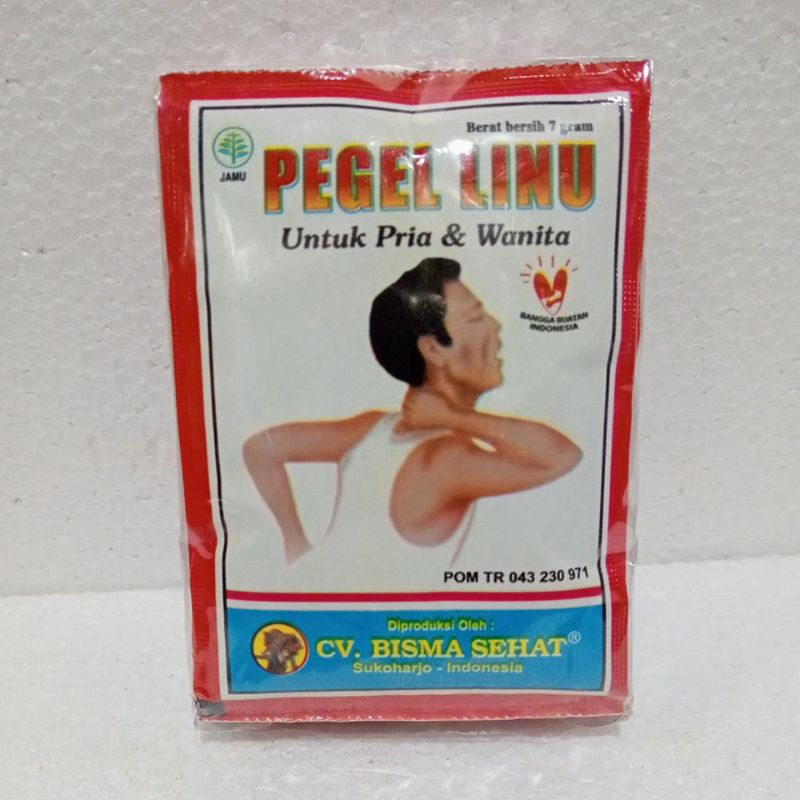 Berat bersih 7 gram
JAMU
PEGEL LINU
Untuk Pria & Wanita
BANGGA BUATAN
INDONESIA
POM TR 043 230 971
Diproduksi Oleh :
CV. BISMA SEHAT®
Sukoharjo - Indonesia